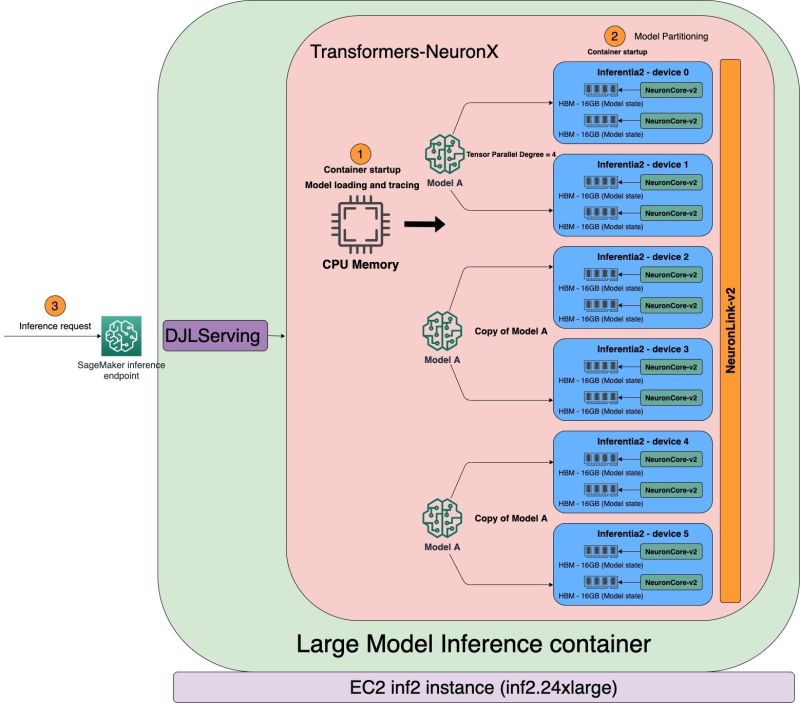 Transformers-NeuronX
2
Model Partitioning
Container startup
Inferentia2 - device 0
NeuronCore-v2
HBM - 16GB (Model state)
NeuronCore-v2
HBM - 16GB (Model state)
1
Container startup
Model loading and tracing
CPU Memory
Tensor Parallel Degree = 4
Model A
Inferentia2 - device 1
NeuronCore-v2
HBM - 16GB (Model state)
NeuronCore-v2
HBM - 16GB (Model state)
Inferentia2 - device 2
NeuronCore-v2
HBM - 16GB (Model state)
NeuronCore-v2
HBM - 16GB (Model state)
NeuronLink-v2
3
Inference request
SageMaker inference
endpoint
DJLServing
Copy of Model A
Model A
Inferentia2 - device 3
NeuronCore-v2
HBM - 16GB (Model state)
NeuronCore-v2
HBM - 16GB (Model state)
Inferentia2 - device 4
NeuronCore-v2
HBM - 16GB (Model state)
NeuronCore-v2
HBM - 16GB (Model state)
Copy of Model A
Model A
Inferentia2 - device 5
NeuronCore-v2
HBM - 16GB (Model state)
NeuronCore-v2
HBM - 16GB (Model state)
Large Model Inference container
EC2 inf2 instance (inf2.24xlarge)